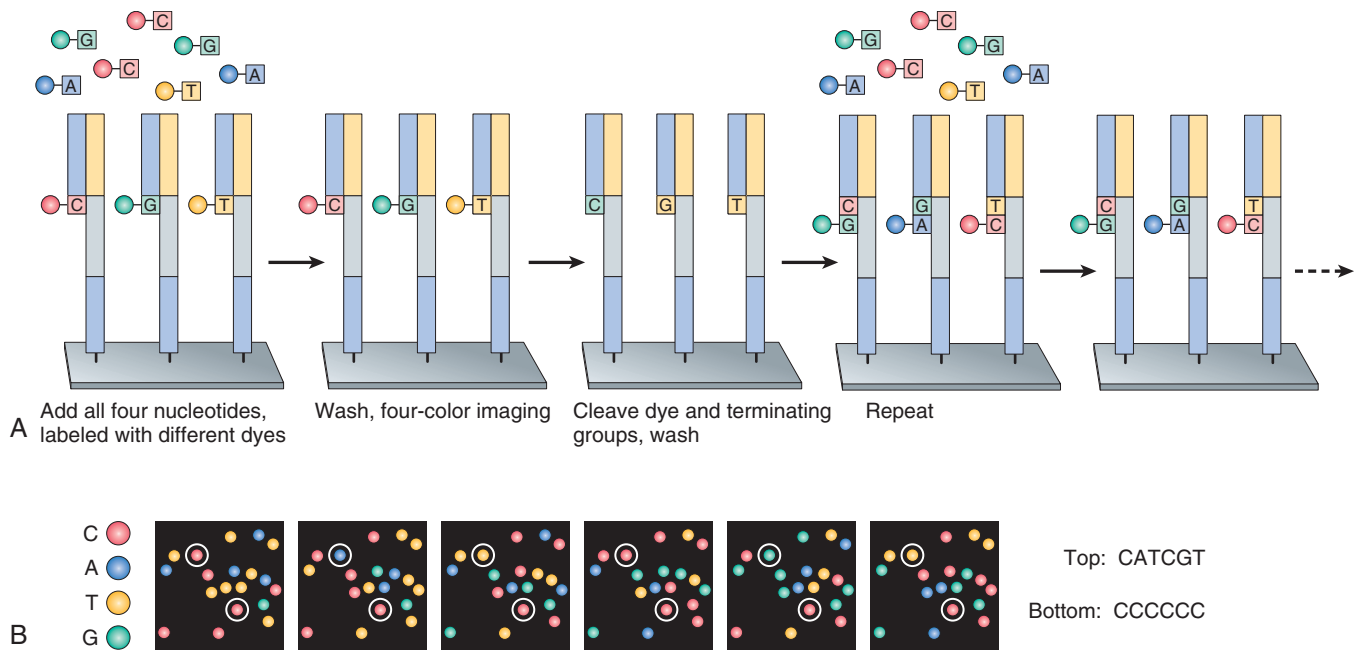 C
G
G
C
A
A
T
C
G
T
C
G
T
C
G
T
C
G
G
C
A
A
T
C
G
T
G
A
C
C
G
T
G
A
C
A
Add all four nucleotides,
labeled with different dyes
Wash, four-color imaging
Cleave dye and terminating
groups, wash
Repeat
B
C
A
T
G
Top: CATCGT
Bottom: CCCCCC